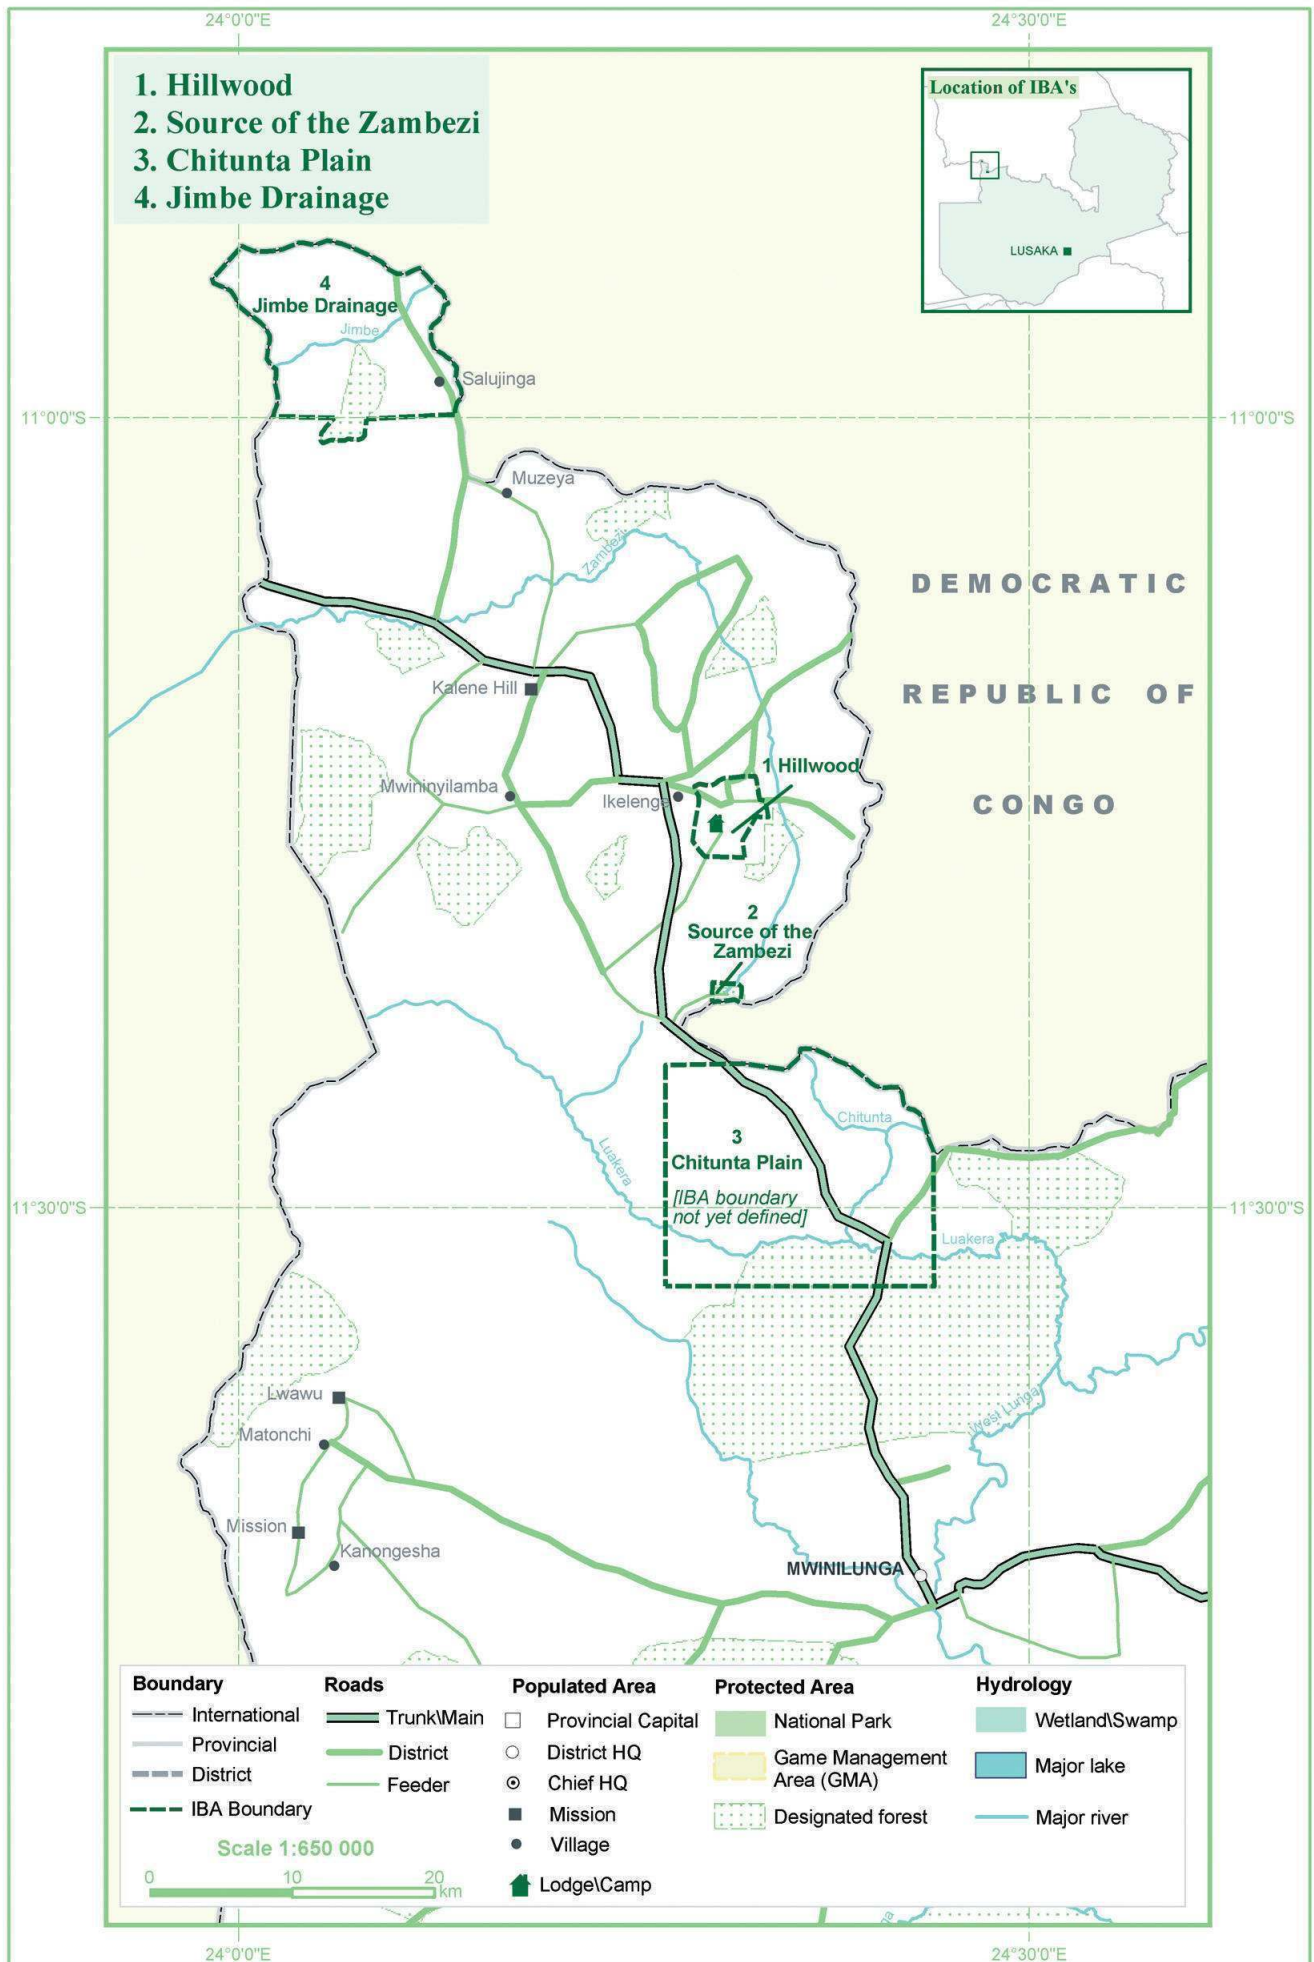 24°0'0"E
24°30'0"E
1. Hillwood
2. Source of the Zambezi
3. Chitunta Plain
4. Jimbe Drainage
Location of IBA's
LUSAKA
4
Jimbe Drainage
Jimbe
Salujinga
11°0'0"S
11°0'0"S
Muzeya
Zambezi
DEMOCRATIC
REPUBLIC OF
CONGO
Kalene Hill
1 Hillwood
Mwininyilamba
Ikelenge
2
Source of the
Zambezi
Chitunta
Luakera
3
Chitunta Plain
[IBA boundary
not yet defined]
11°30'0"S
11°30'0"S
Luakera
Lwawu
West Lunga
Matonchi
Mission
Kanongesha
MWINILUNGA
Boundary
International
Provincial
District
IBA Boundary
Scale 1:650 000
0
10
20
km
Roads
Trunk\Main
District
Feeder
Populated Area
Provincial Capital
District HQ
Chief HQ
Mission
Village
Lodge\Camp
Protected Area
National Park
Game Management
Area (GMA)
Designated forest
Hydrology
Wetland\Swamp
Major lake
Major river
24°0'0"E
24°30'0"E